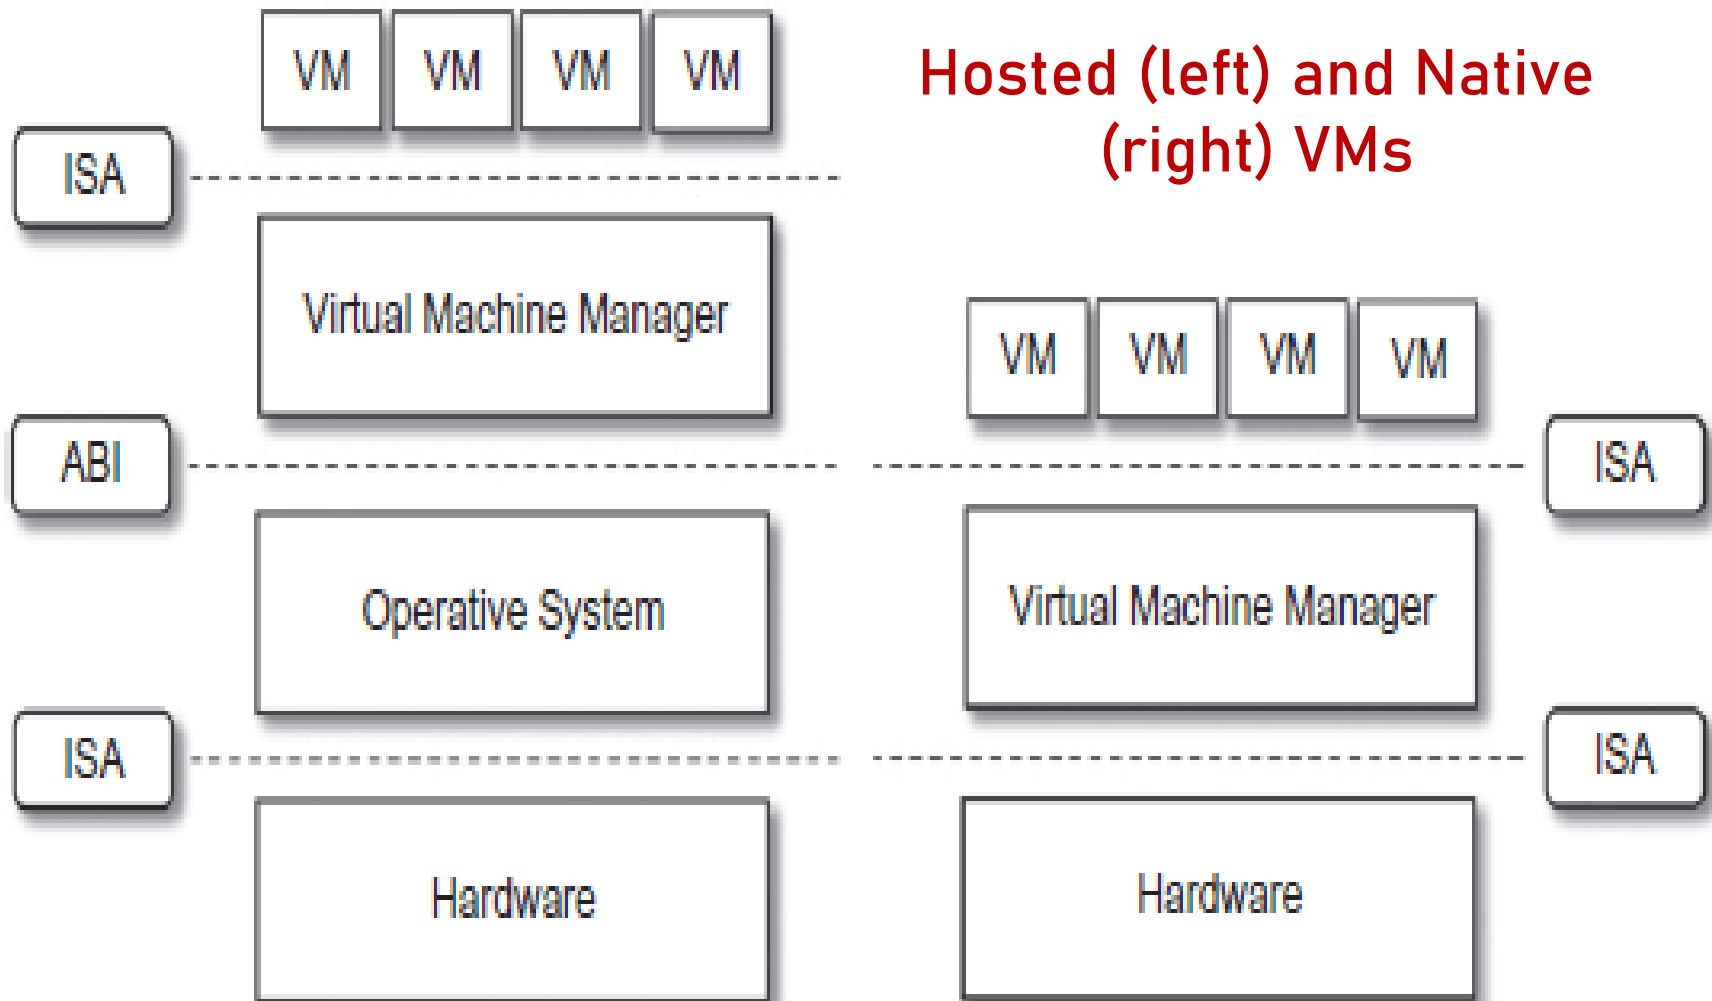 VM VM VM VM
Hosted (left) and Native
(right) VMs
ISA
Virtual Machine Manager
VM VM VM VM
ABI
ISA
Operative System
Virtual Machine Manager
ISA
ISA
Hardware
Hardware